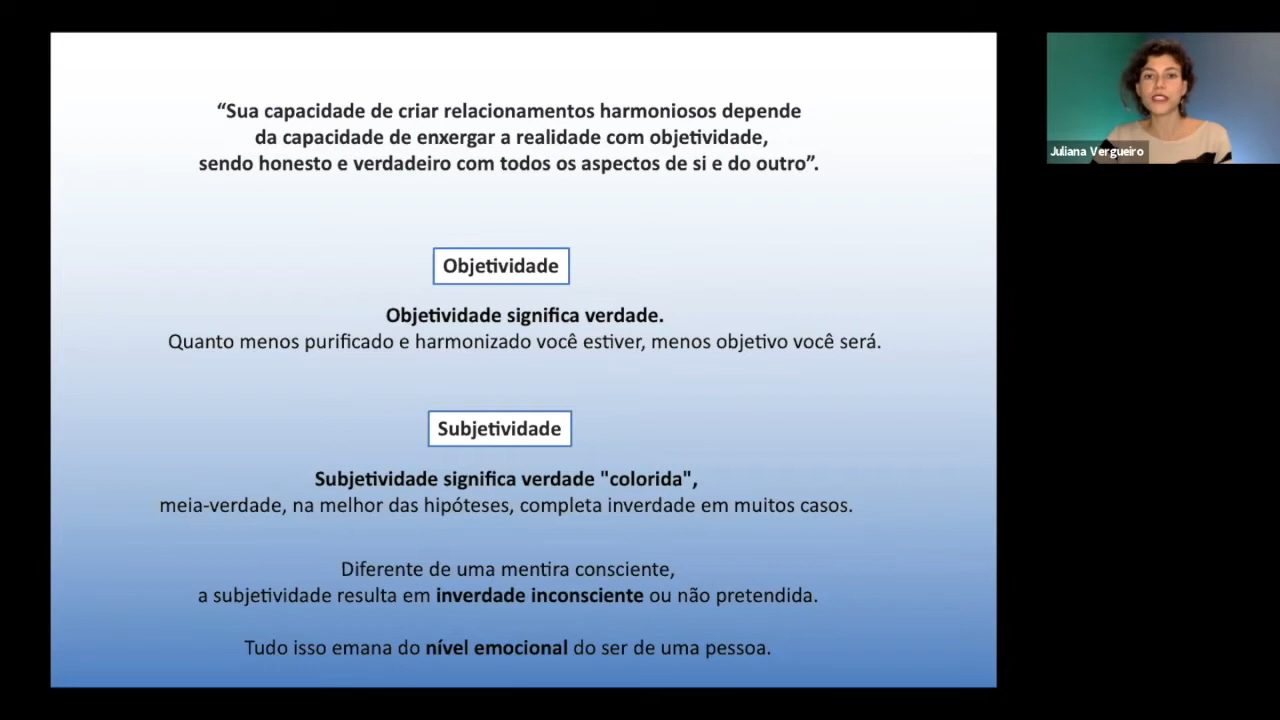 “Sua capacidade de criar relacionamentos harmoniosos depende
da capacidade de enxergar a realidade com objetividade,
sendo honesto e verdadeiro com todos os aspectos de si e do outro”.
Objetividade
Objetividade significa verdade.
Quanto menos purificado e harmonizado você estiver, menos objetivo você será.
Subjetividade
Subjetividade significa verdade "colorida",
meia-verdade, na melhor das hipóteses, completa inverdade em muitos casos.
Diferente de uma mentira consciente,
a subjetividade resulta em inverdade inconsciente ou não pretendida.
Tudo isso emana do nível emocional do ser de uma pessoa.
Juliana Vergueiro